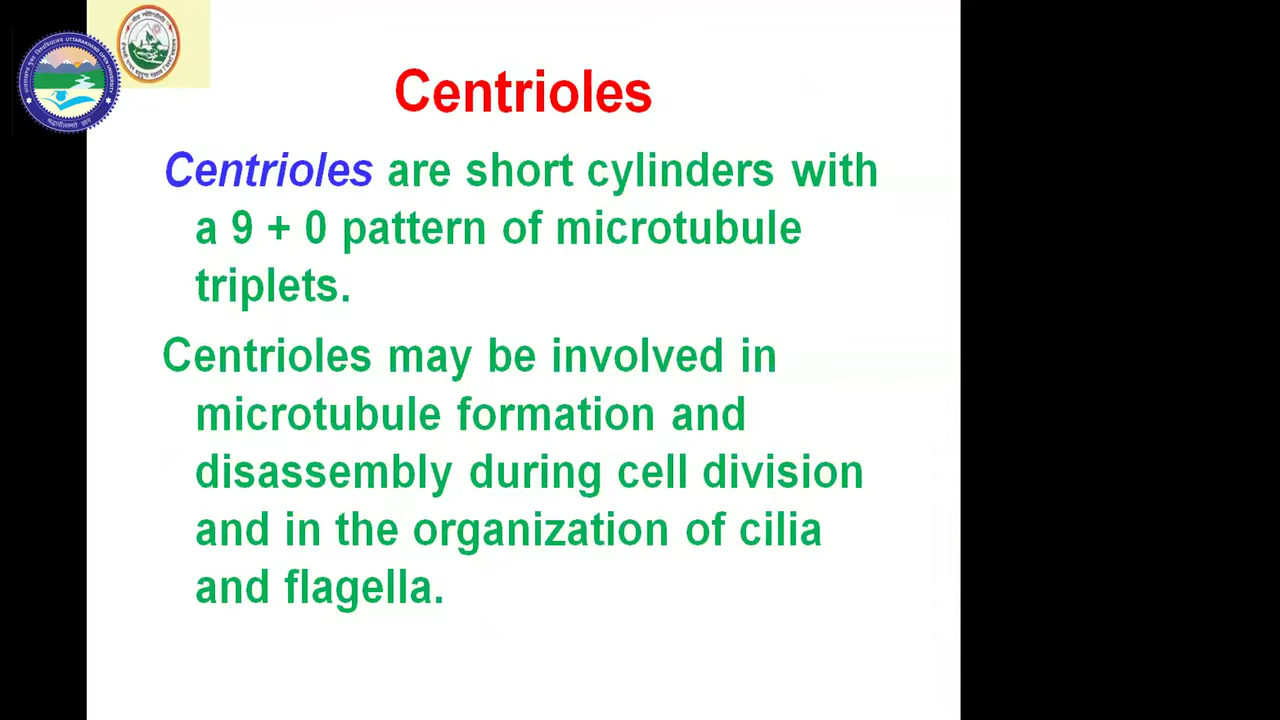 Centrioles
Centrioles are short cylinders with
a 9 + 0 pattern of microtubule
triplets.
Centrioles may be involved in
microtubule formation and
disassembly during cell division
and in the organization of cilia
and flagella.